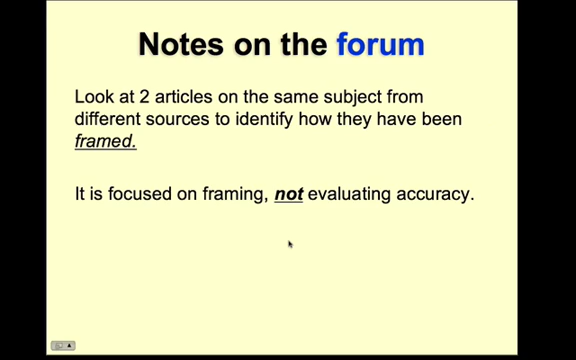 Notes on the forum
Look at 2 articles on the same subject from
different sources to identify how they have been
framed.
It is focused on framing, not evaluating accuracy.